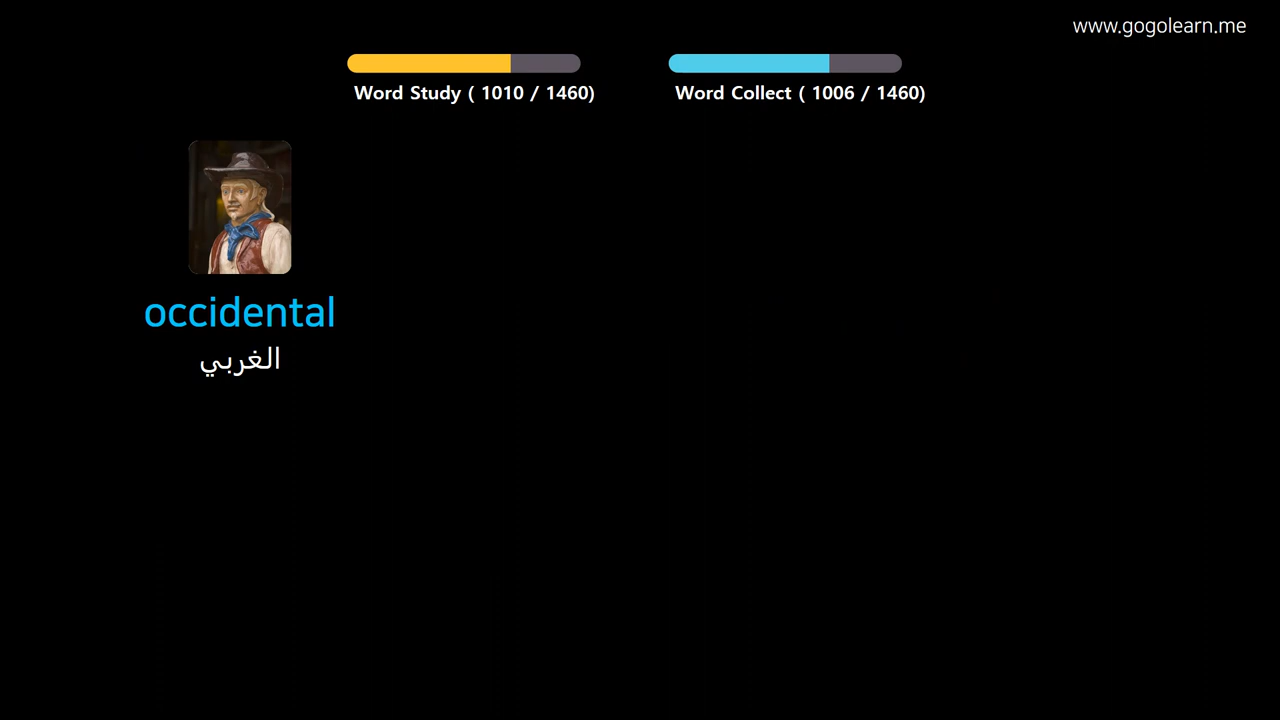 www.gogolearn.me
Word Study ( 1010 / 1460)
Word Collect ( 1006 / 1460)
occidental
الغربي